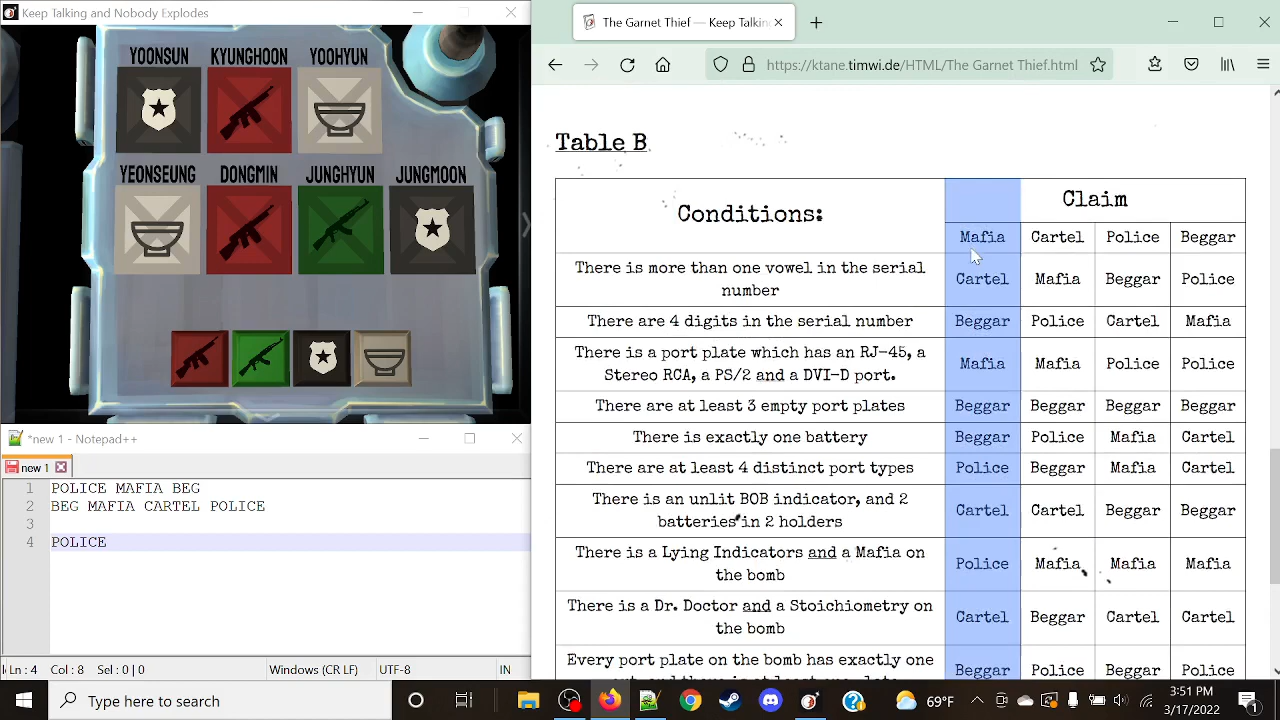 Keep Talking and Nobody Explodes
YOONSUN KYUNGHOON YOOHYUN
YEONSEUNG DONGMIN JUNGHYUN JUNGMOON
*new 1 - Notepad++
new 1
1 POLICE MAFIA BEG
2 BEG MAFIA CARTEL POLICE
3
4 POLICE
Ln : 4 Col : 8 Sel : 0 | 0 Windows (CR LF) UTF-8 IN
The Garnet Thief — Keep Talkin
https://ktane.timwi.de/HTML/The Garnet Thief.html
Table B
Conditions: Claim
Mafia Cartel Police Beggar
There is more than one vowel in the serial
number
Cartel Mafia Beggar Police
There are 4 digits in the serial number Beggar Police Cartel Mafia
There is a port plate which has an RJ-45, a
Stereo RCA, a PS/2 and a DVI-D port.
Mafia Mafia Police Police
There are at least 3 empty port plates Beggar Beggar Beggar Beggar
There is exactly one battery Beggar Police Mafia Cartel
There are at least 4 distinct port types Police Beggar Mafia Cartel
There is an unlit BOB indicator, and 2
batteries in 2 holders
Cartel Cartel Beggar Beggar
There is a Lying Indicators and a Mafia on
the bomb
Police Mafia Mafia Mafia
There is a Dr. Doctor and a Stoichiometry on
the bomb
Cartel Beggar Cartel Cartel
Every port plate on the bomb has exactly one
Beggar Police Beggar Police
Type here to search
69°F
3:51 PM
3/17/2022